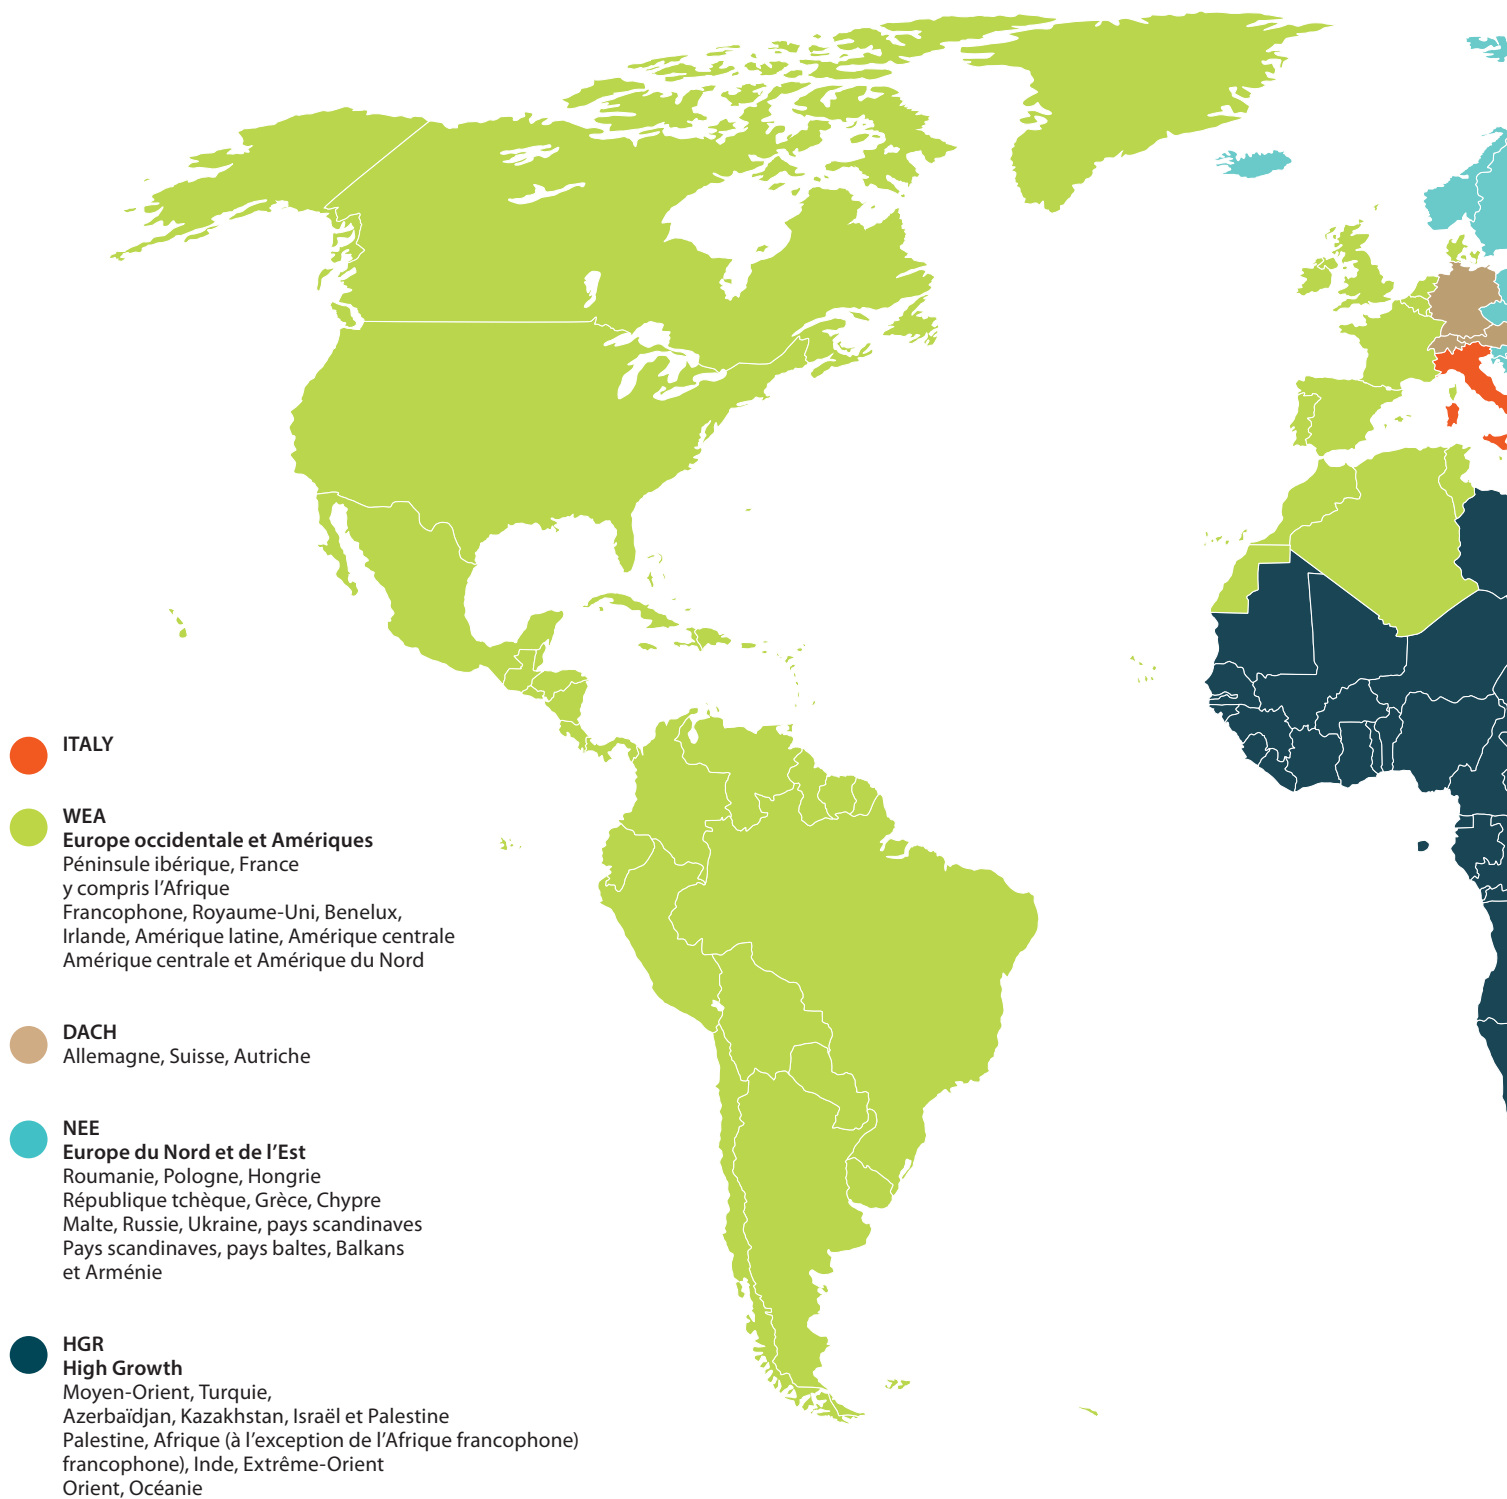 ITALY
WEA
Europe occidentale et Amériques
Péninsule ibérique, France
y compris l'Afrique
Francophone, Royaume-Uni, Benelux,
Irlande, Amérique latine, Amérique centrale
Amérique centrale et Amérique du Nord
DACH
Allemagne, Suisse, Autriche
NEE
Europe du Nord et de l'Est
Roumanie, Pologne, Hongrie
République tchèque, Grèce, Chypre
Malte, Russie, Ukraine, pays scandinaves
Pays scandinaves, pays baltes, Balkans
et Arménie
HGR
High Growth
Moyen-Orient, Turquie,
Azerbaïdjan, Kazakhstan, Israël et Palestine
Palestine, Afrique (à l'exception de l'Afrique francophone)
francophone), Inde, Extrême-Orient
Orient, Océanie